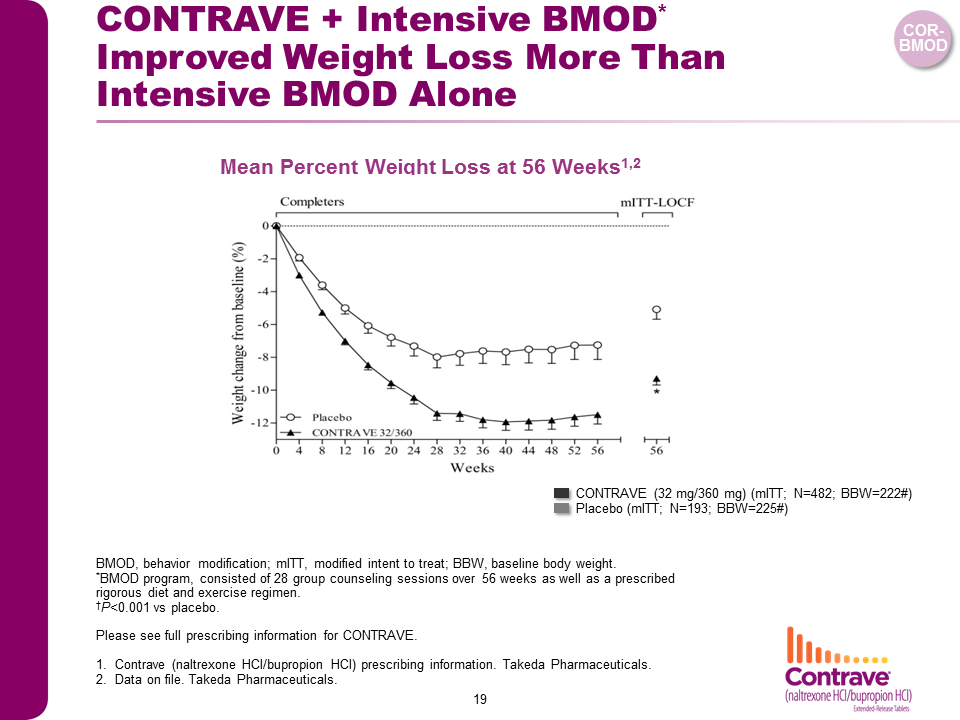 CONTRAVE + Intensive BMOD*
Improved Weight Loss More Than
Intensive BMOD Alone
COR-
BMOD
Mean Percent Weight Loss at 56 Weeks1,2
Completers
mITT-LOCF
Weight change from baseline (%)
0
-2
-4
-6
-8
-10
-12
Placebo
CONTRAVE 32/360
*
0 4 8 12 16 20 24 28 32 36 40 44 48 52 56 56
Weeks
CONTRAVE (32 mg/360 mg) (mITT; N=482; BBW=222#)
Placebo (mITT; N=193; BBW=225#)
BMOD, behavior modification; mITT, modified intent to treat; BBW, baseline body weight.
*BMOD program, consisted of 28 group counseling sessions over 56 weeks as well as a prescribed
rigorous diet and exercise regimen.
†P<0.001 vs placebo.
Please see full prescribing information for CONTRAVE.
1. Contrave (naltrexone HCl/bupropion HCl) prescribing information. Takeda Pharmaceuticals.
2. Data on file. Takeda Pharmaceuticals.
19
Contrave®
(naltrexone HCl/bupropion HCl)
Extended-Release Tablets